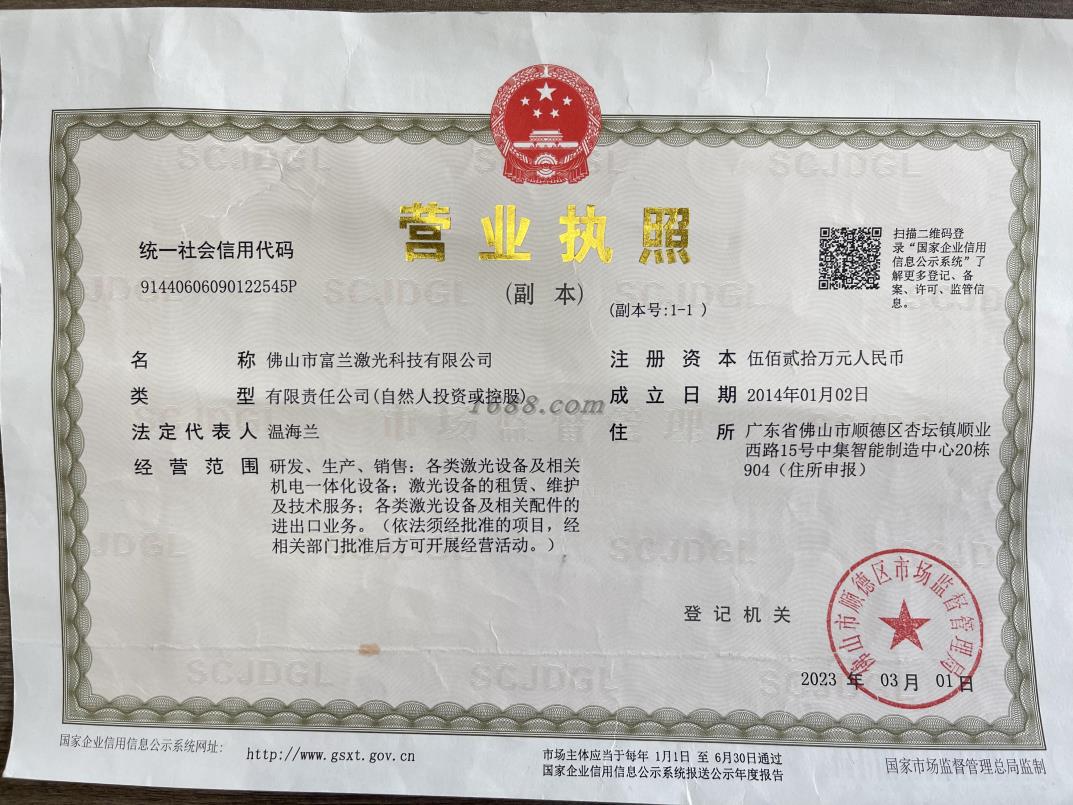 营业执照
(副 本)
(副本号:1-1 )
统一社会信用代码
91440606090122545P
扫描二维码登
录“国家企业信用
信息公示系统”了
解更多登记、备
案、许可、监管信
息。
名 称 佛山市富兰激光科技有限公司
类 型 有限责任公司(自然人投资或控股)
法定代表人 温海兰
经营范围 研发、生产、销售：各类激光设备及相关
机电一体化设备；激光设备的租赁、维护
及技术服务；各类激光设备及相关配件的
进出口业务。（依法须经批准的项目，经
相关部门批准后方可开展经营活动。）
注册资本 伍佰贰拾万元人民币
成立日期 2014年01月02日
住 所 广东省佛山市顺德区杏坛镇顺业
西路15号中集智能制造中心20栋
904（住所申报）
1688.com
SCJDGL
市场监督管理
登记机关
佛山市顺德区市场监督管理局
2023 年 03 月 01 日
国家企业信用信息公示系统网址:
http://www.gsxt.gov.cn
市场主体应当于每年 1月1日 至 6月30日通过
国家企业信用信息公示系统报送公示年度报告
国家市场监督管理总局监制